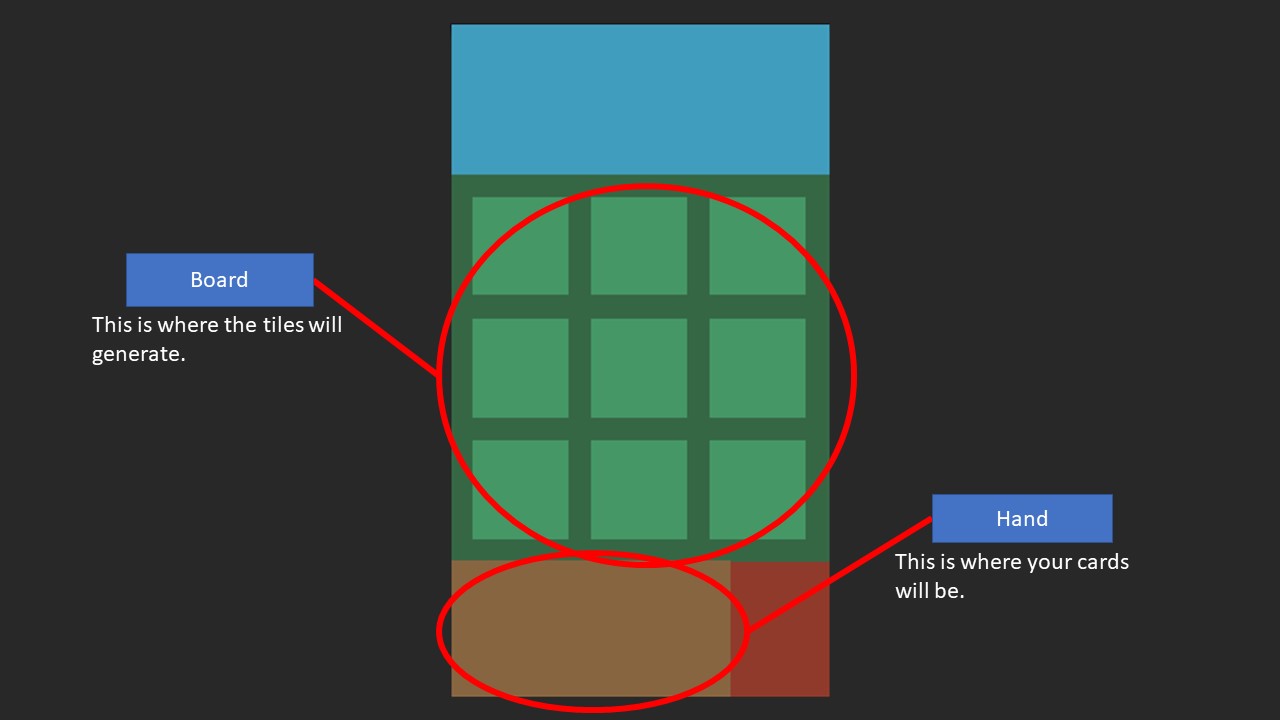 Board
This is where the tiles will
generate.
Hand
This is where your cards
will be.